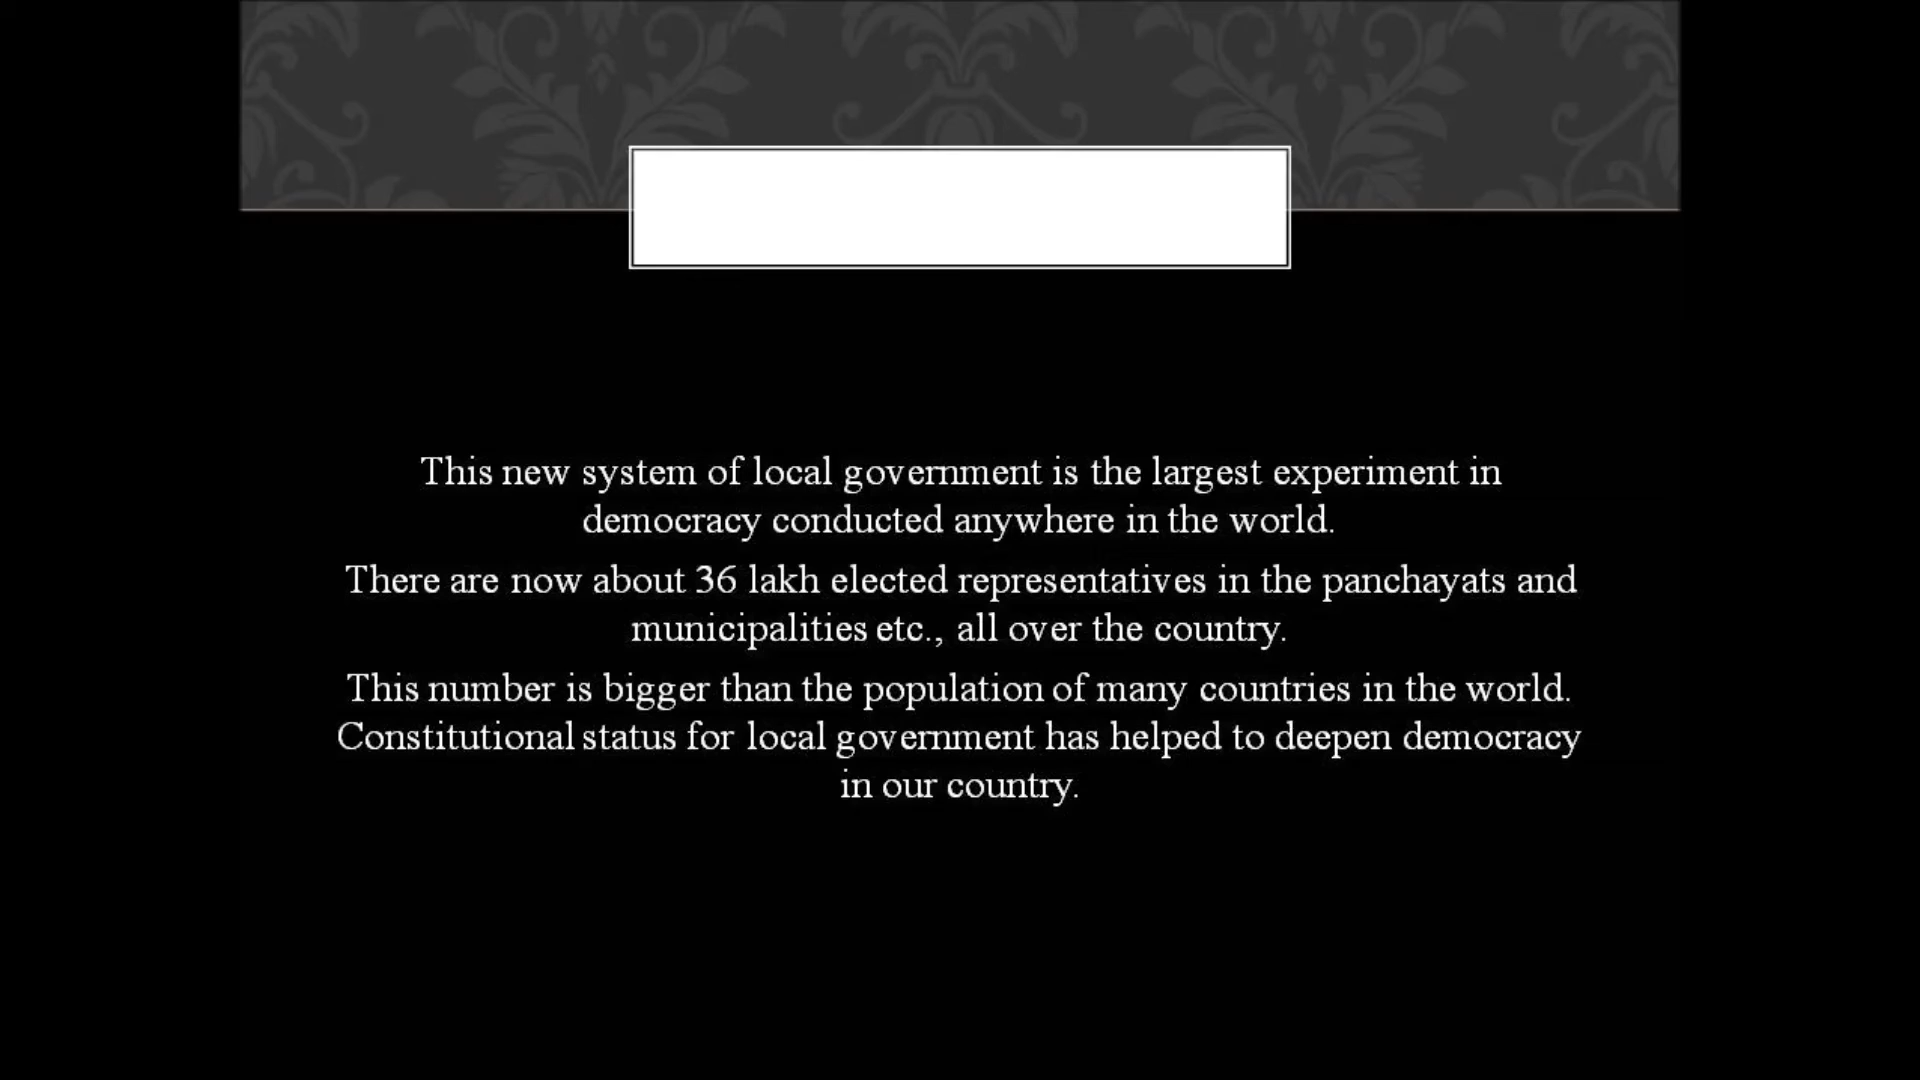 This new system of local government is the largest experiment in
democracy conducted anywhere in the world.
There are now about 36 lakh elected representatives in the panchayats and
municipalities etc., all over the country.
This number is bigger than the population of many countries in the world.
Constitutional status for local government has helped to deepen democracy
in our country.